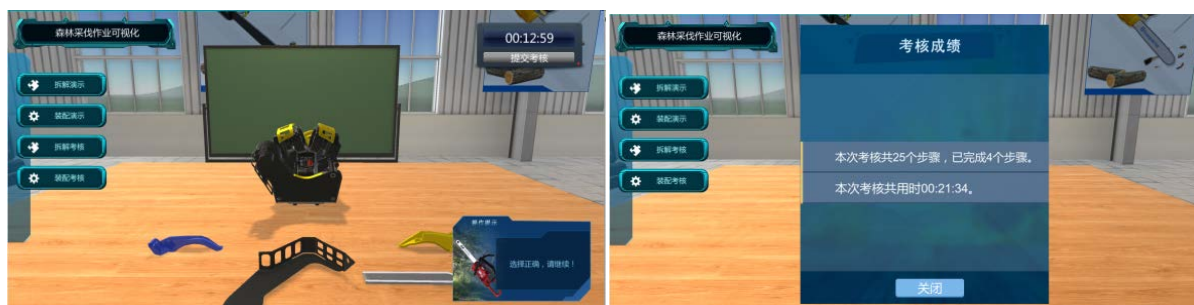 森林采伐作业可视化
00:12:59
提交考核
拆解演示
装配演示
拆解考核
装配考核
操作提示
选择正确，请继续！
森林采伐作业可视化
考核成绩
拆解演示
装配演示
拆解考核
装配考核
本次考核共25个步骤，已完成4个步骤。
本次考核共用时00:21:34。
关闭